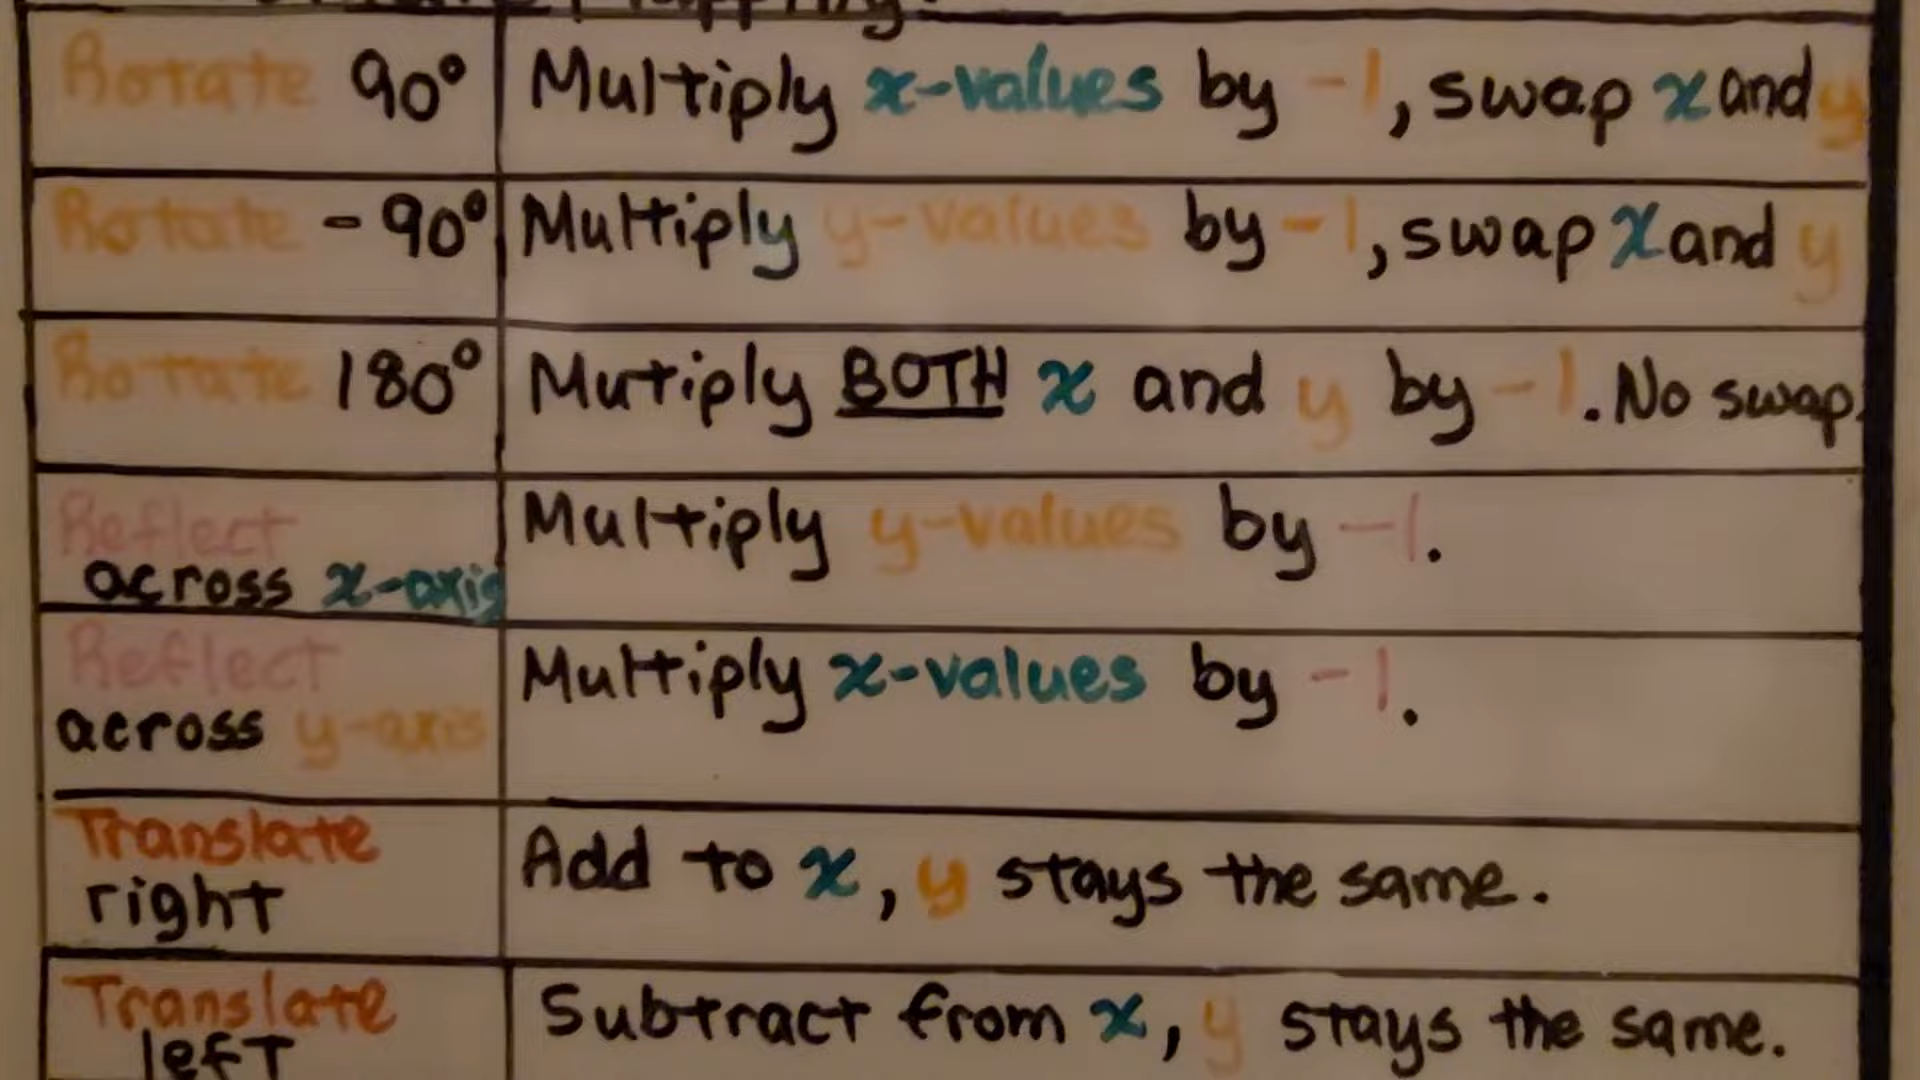 Rotate 90° Multiply x-values by -1, swap x and y
Rotate -90° Multiply y-values by -1, swap x and y
Rotate 180° Mutiply BOTH x and y by -1. No swap.
Reflect
across x-axis
Multiply y-values by -1.
Reflect
across y-axis
Multiply x-values by -1.
Translate
right
Add to x, y stays the same.
Translate
left
Subtract from x, y stays the same.